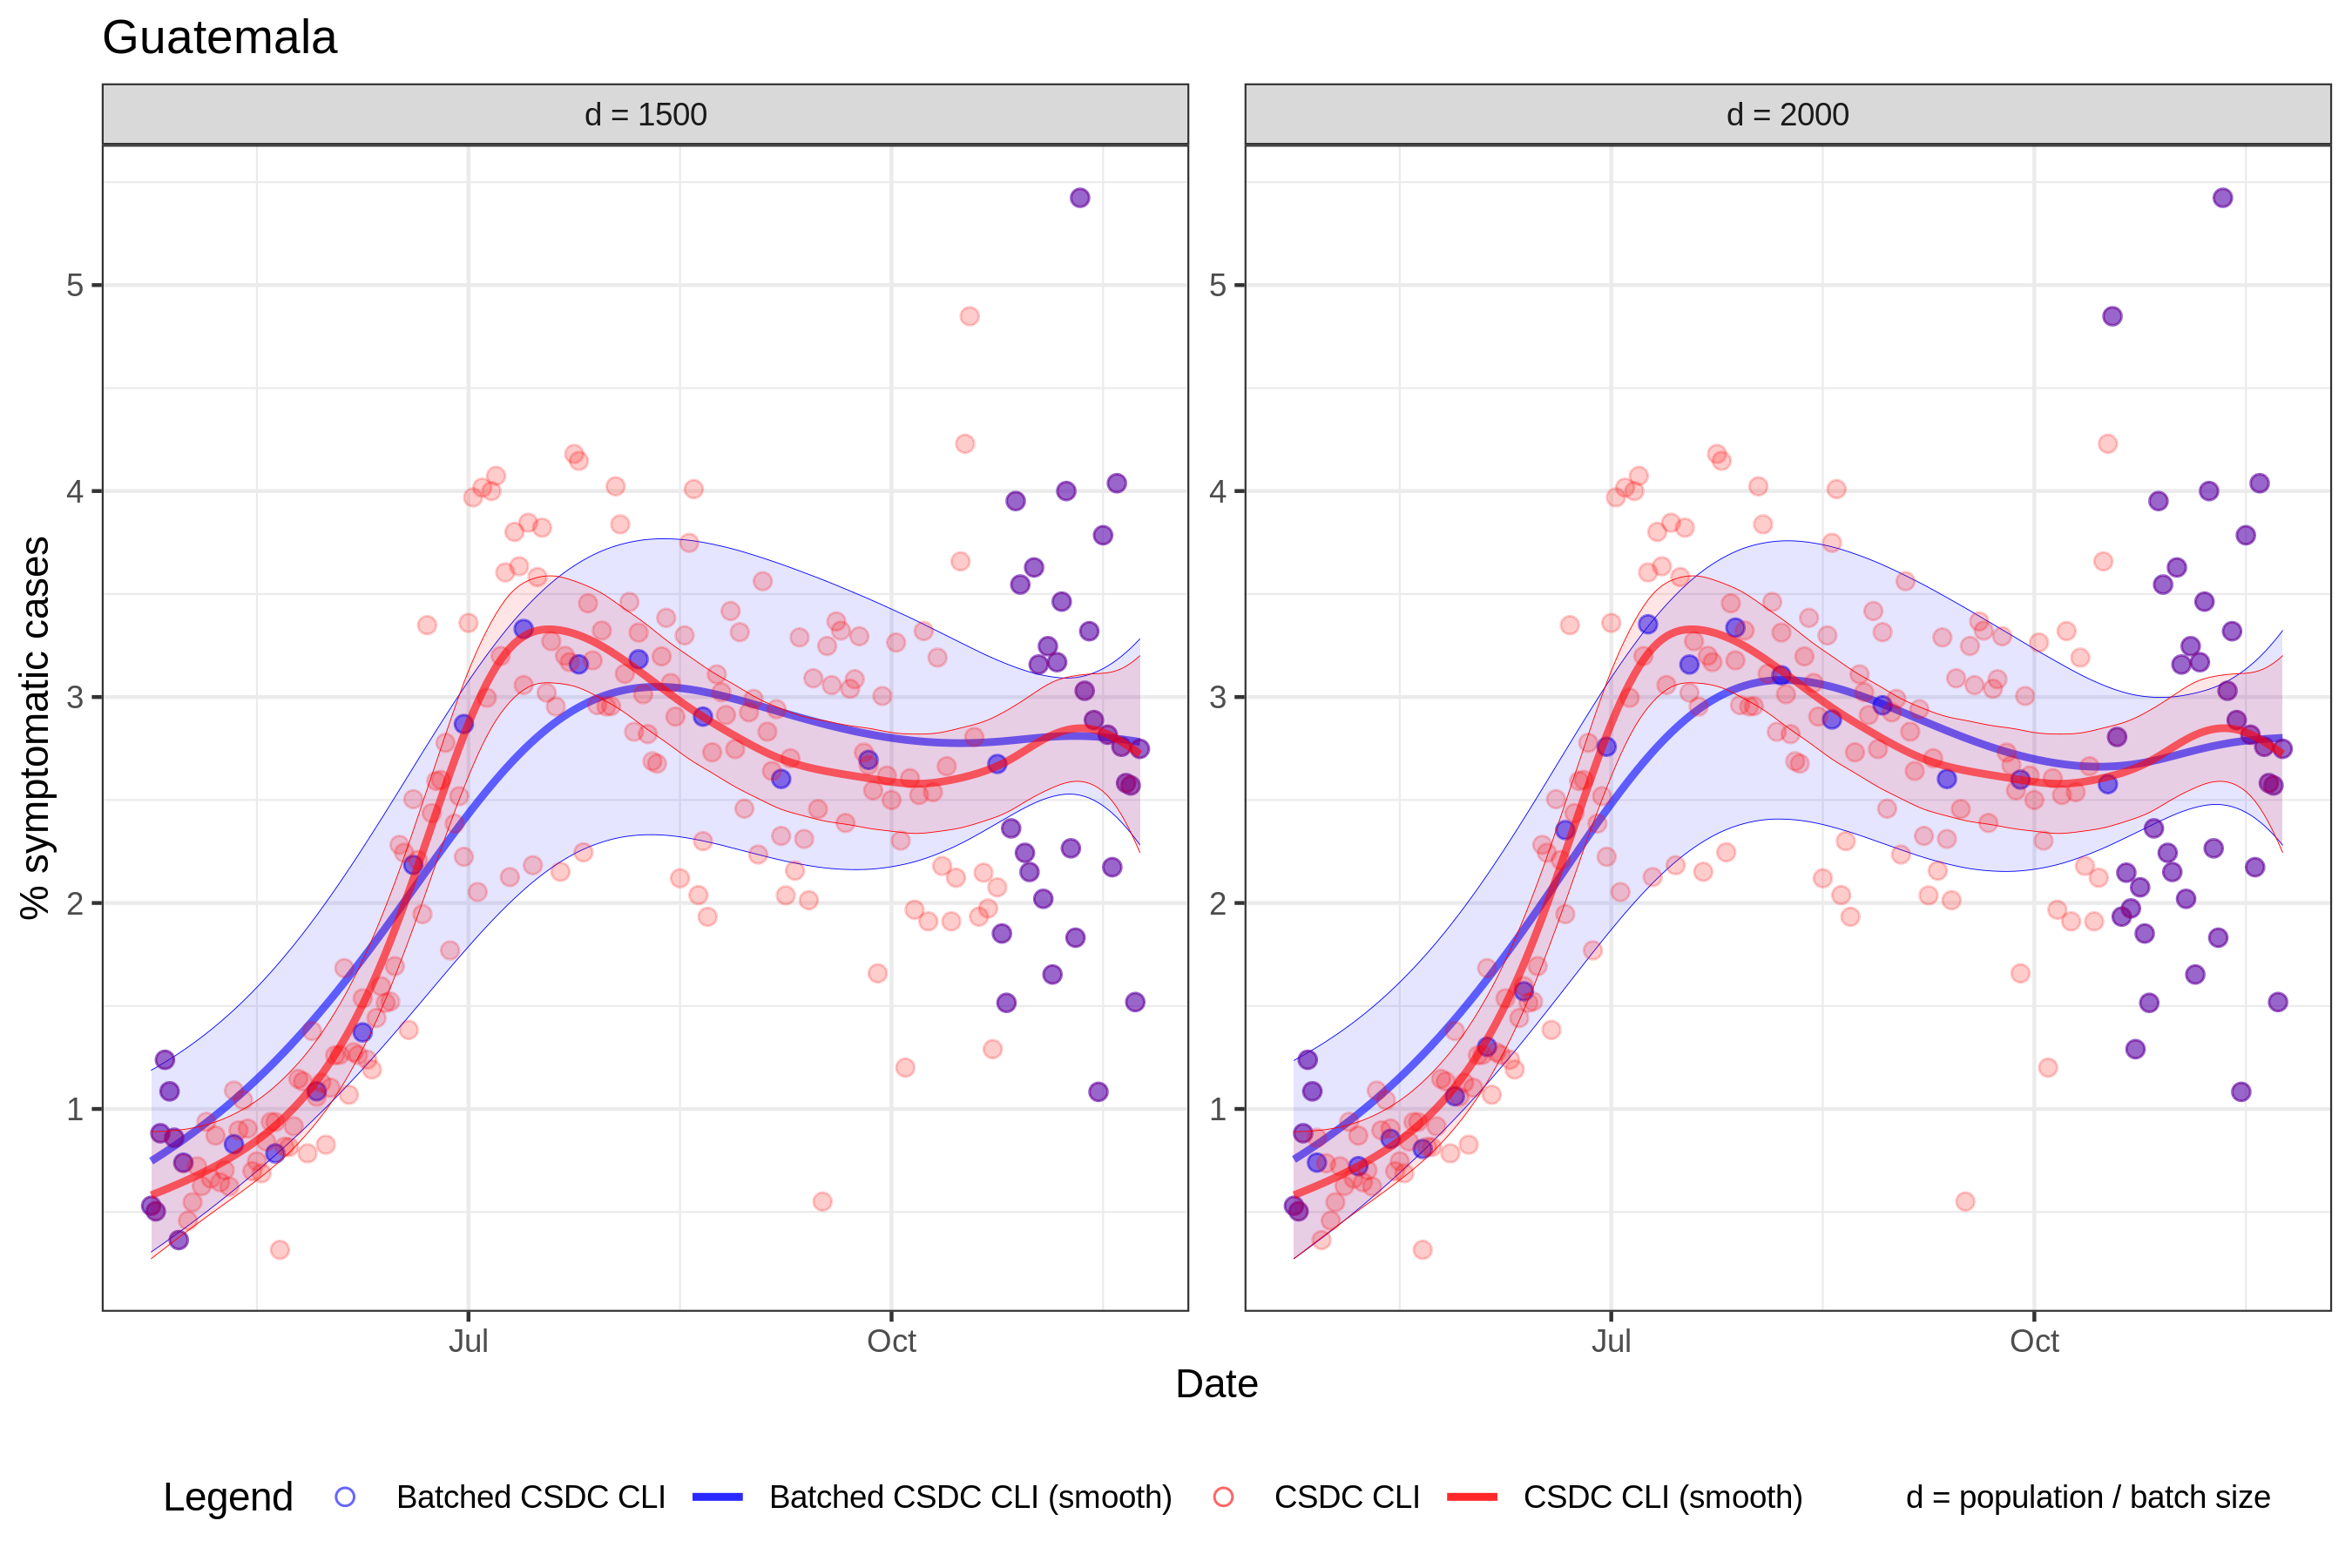 Guatemala
d = 1500
d = 2000
% symptomatic cases
5
4
3
2
1
5
4
3
2
1
Jul
Oct
Jul
Oct
Date
Legend
Batched CSDC CLI
Batched CSDC CLI (smooth)
CSDC CLI
CSDC CLI (smooth)
d = population / batch size